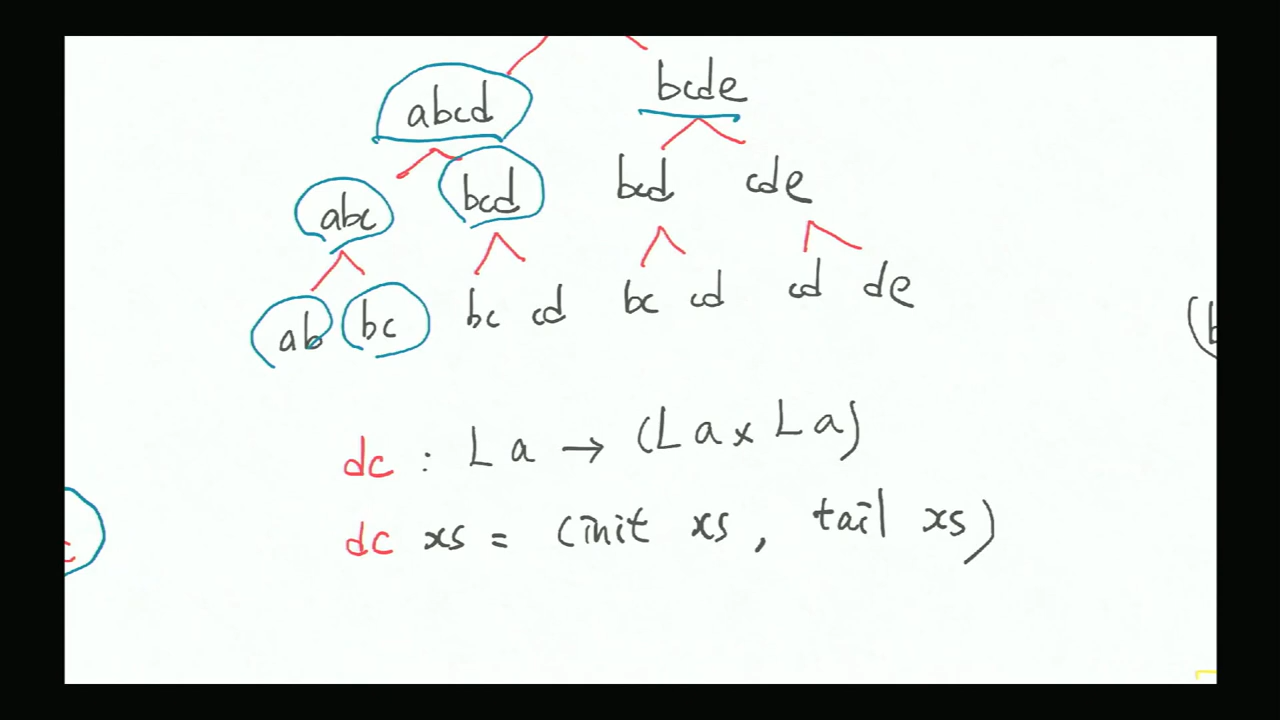 abcd bcde
abc bcd bcd cde
ab bc bc cd bc cd cd de
dc : L a → (L a x L a)
dc xs = (init xs , tail xs)